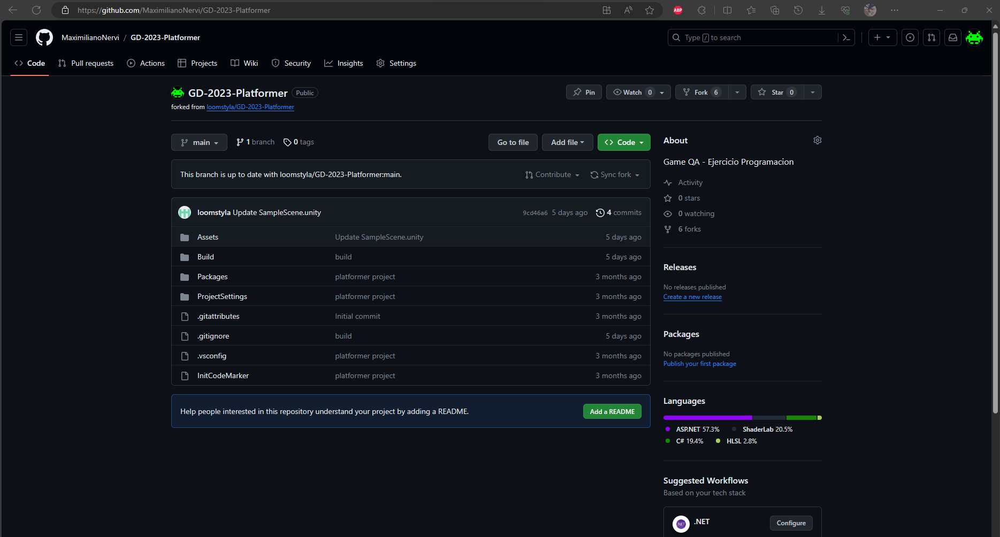 https://github.com/MaximilianoNervi/GD-2023-Platformer
ABP
MaximilianoNervi / GD-2023-Platformer
Type / to search
Code Pull requests Actions Projects Wiki Security Insights Settings
GD-2023-Platformer Public
forked from loomstyla/GD-2023-Platformer
Pin Watch 0 Fork 6 Star 0
main 1 branch 0 tags
Go to file Add file Code
This branch is up to date with loomstyla/GD-2023-Platformer:main.
Contribute Sync fork
loomstyla Update SampleScene.unity 9cd46a6 5 days ago 4 commits
Assets Update SampleScene.unity 5 days ago
Build build 5 days ago
Packages platformer project 3 months ago
ProjectSettings platformer project 3 months ago
.gitattributes Initial commit 3 months ago
.gitignore build 5 days ago
.vsconfig platformer project 3 months ago
InitCodeMarker platformer project 3 months ago
Help people interested in this repository understand your project by adding a README.
Add a README
About
Game QA - Ejercicio Programacion
Activity
0 stars
0 watching
6 forks
Releases
No releases published
Create a new release
Packages
No packages published
Publish your first package
Languages
ASP.NET 57.3% ShaderLab 20.5%
C# 19.4% HLSL 2.8%
Suggested Workflows
Based on your tech stack
.NET
.NET
Configure